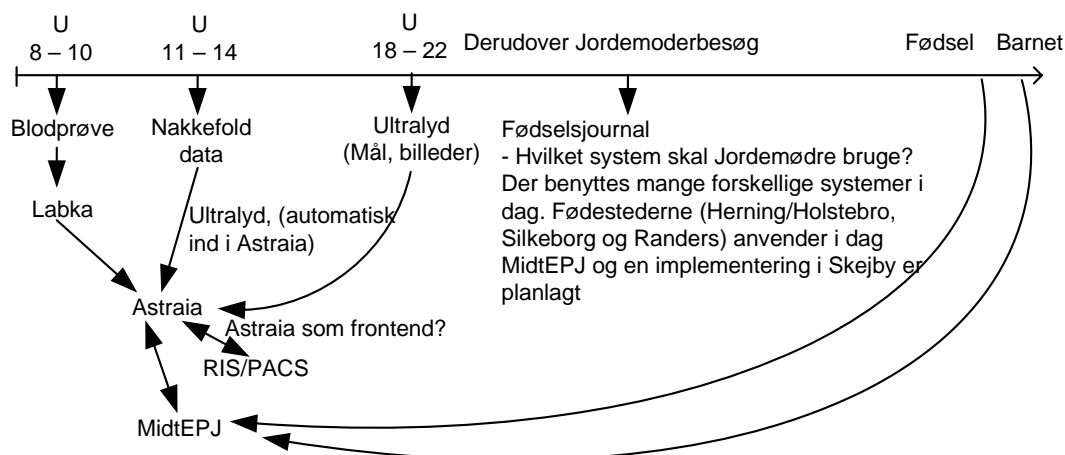 U
8 – 10
U
11 – 14
U
18 – 22
Derudover Jordemoderbesøg
Fødsel
Barnet
Blodprøve
Nakkefold
data
Ultralyd
(Mål, billeder)
Fødselsjournal
- Hvilket system skal Jordemødre bruge?
Der benyttes mange forskellige systemer i
dag. Fødestederne (Herning/Holstebro,
Silkeborg og Randers) anvender i dag
MidtEPJ og en implementering i Skejby er
planlagt
Labka
Ultralyd, (automatisk
ind i Astraia)
Astraia
Astraia som frontend?
RIS/PACS
MidtEPJ